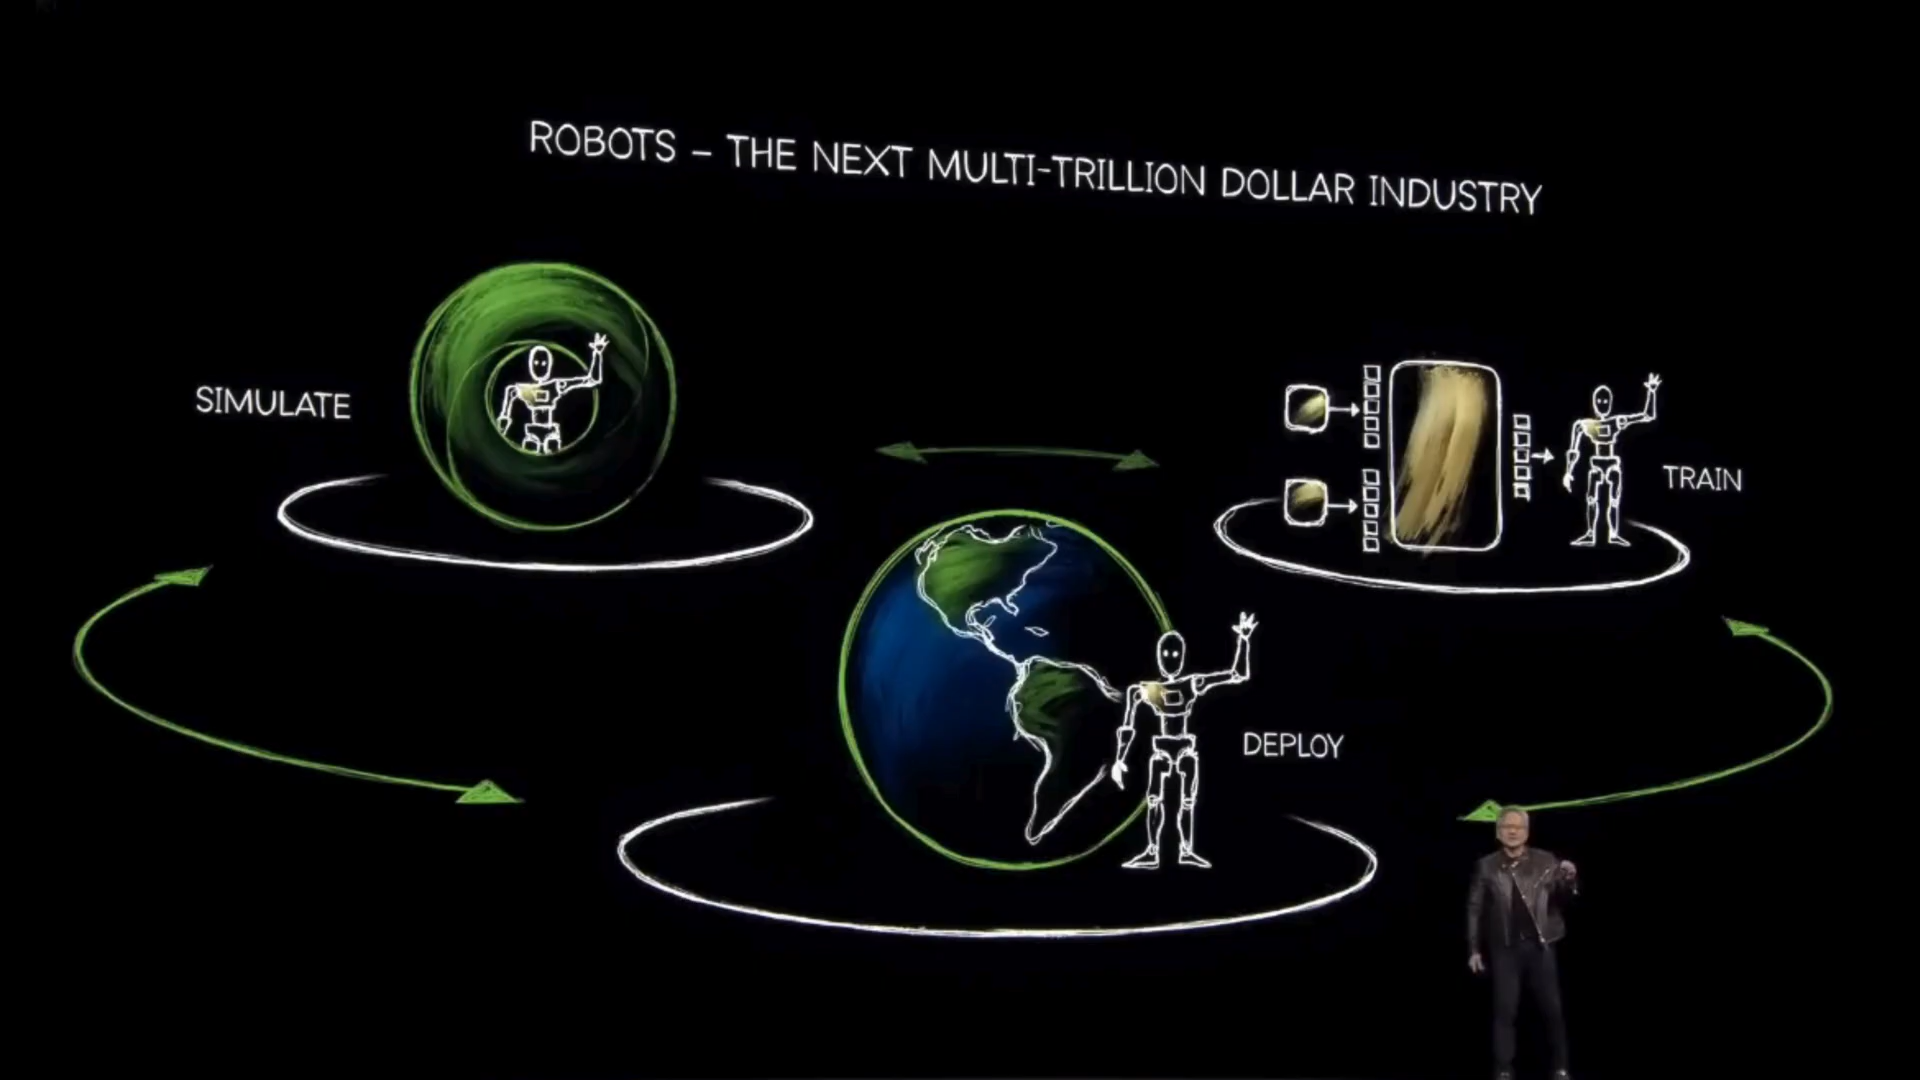 ROBOTS – THE NEXT MULTI-TRILLION DOLLAR INDUSTRY
SIMULATE
TRAIN
DEPLOY